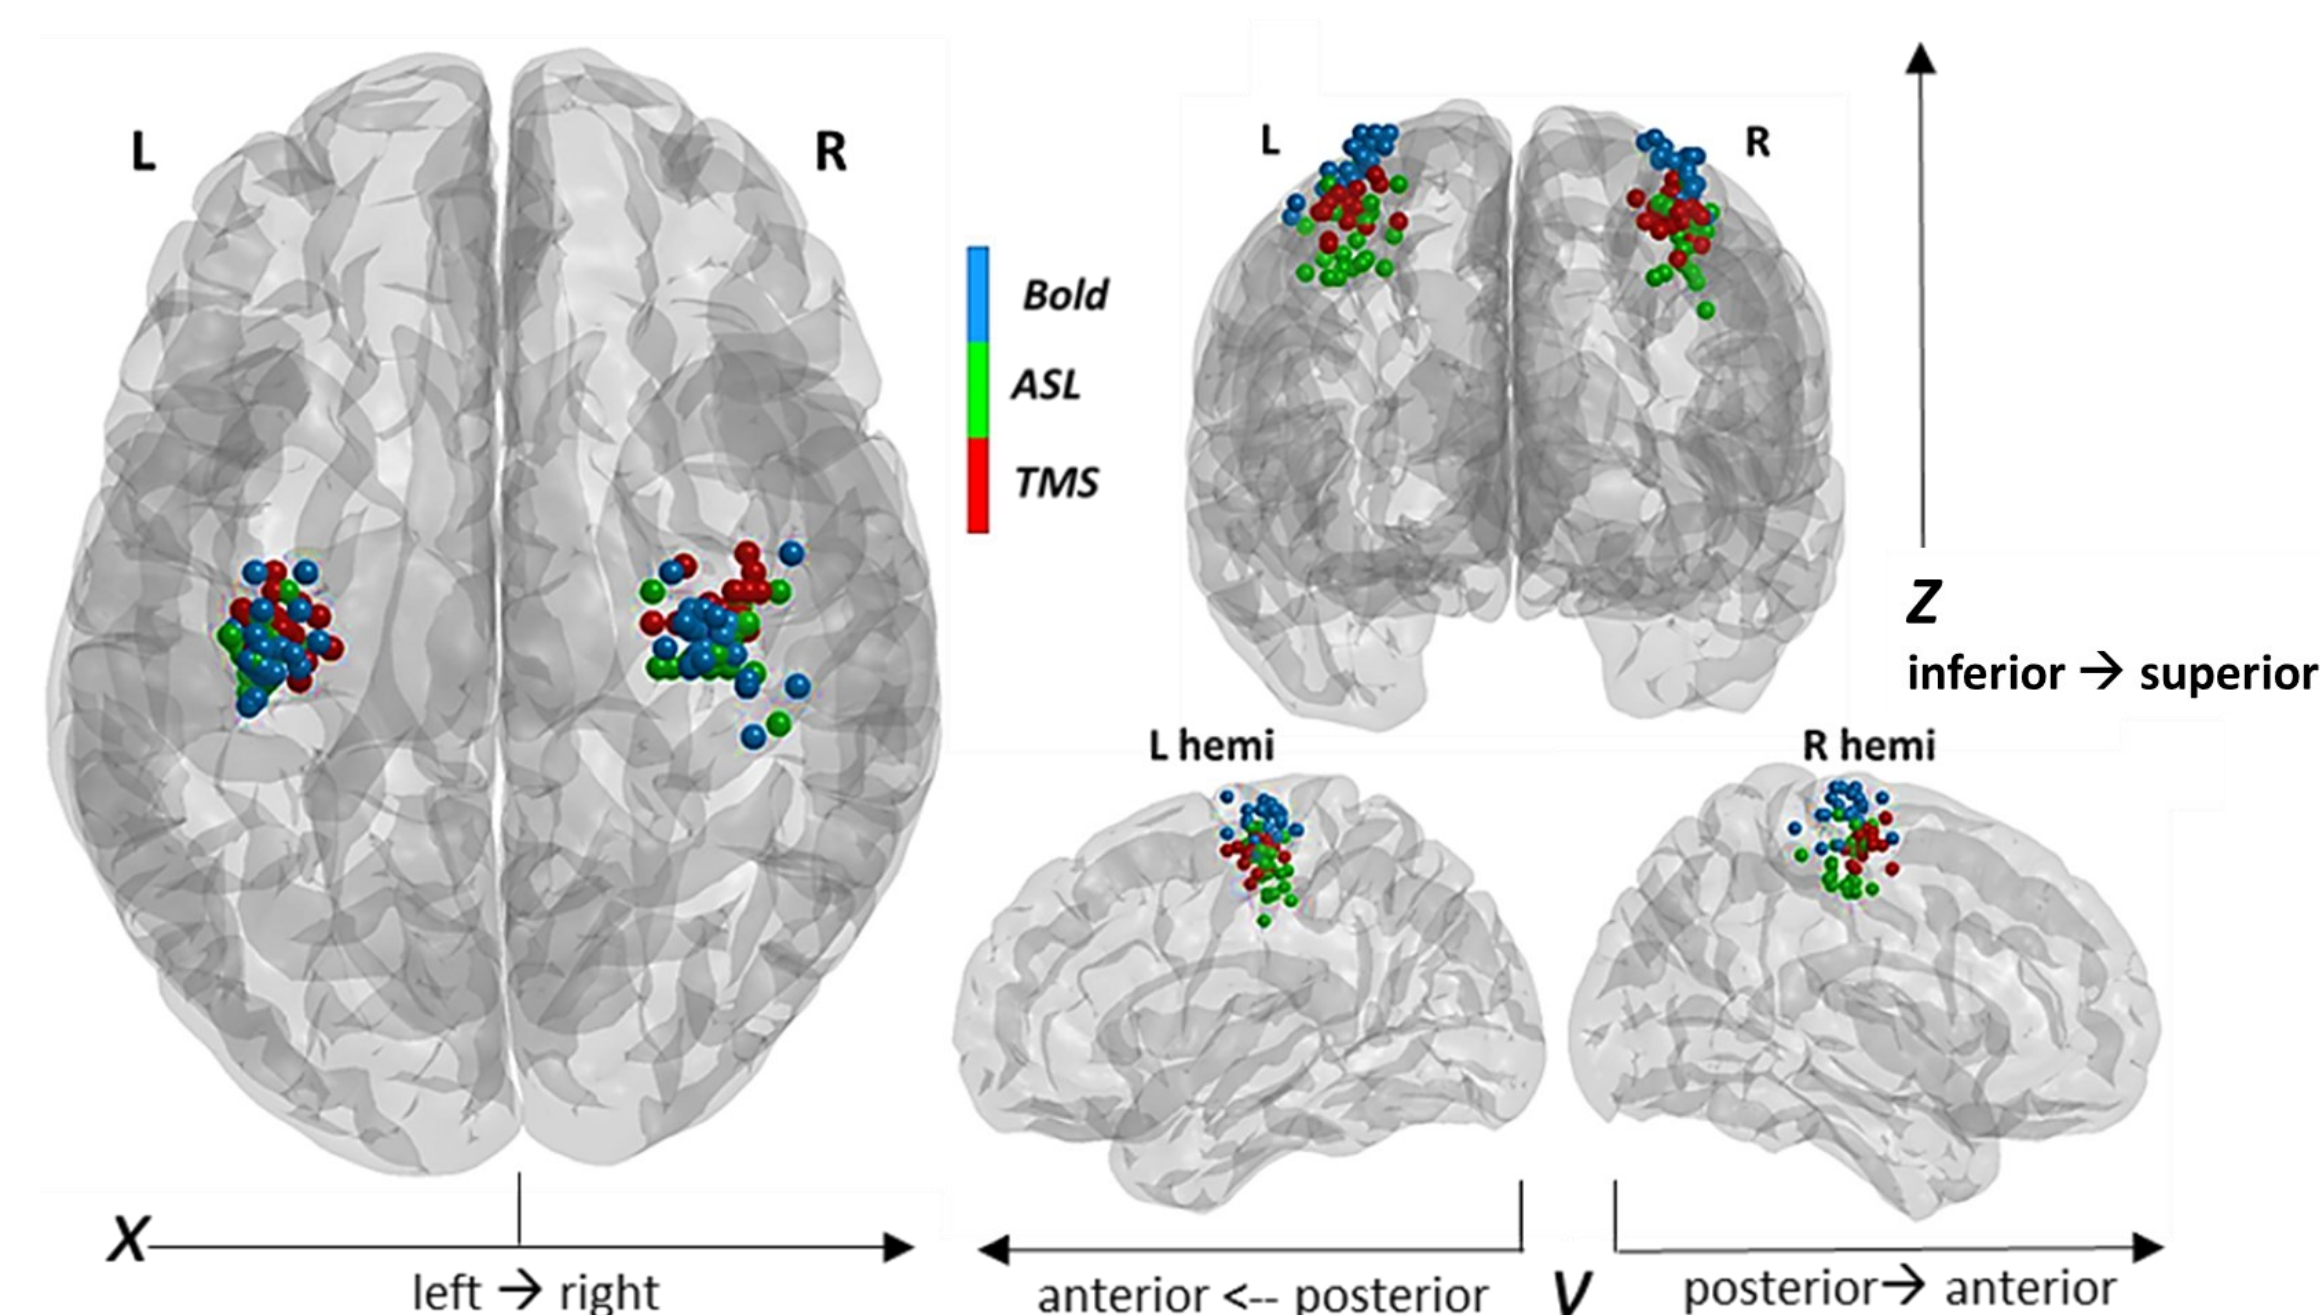 L
R
Bold
ASL
TMS
L
R
Z
inferior → superior
L hemi
R hemi
X
left → right
anterior <-- posterior
posterior→ anterior